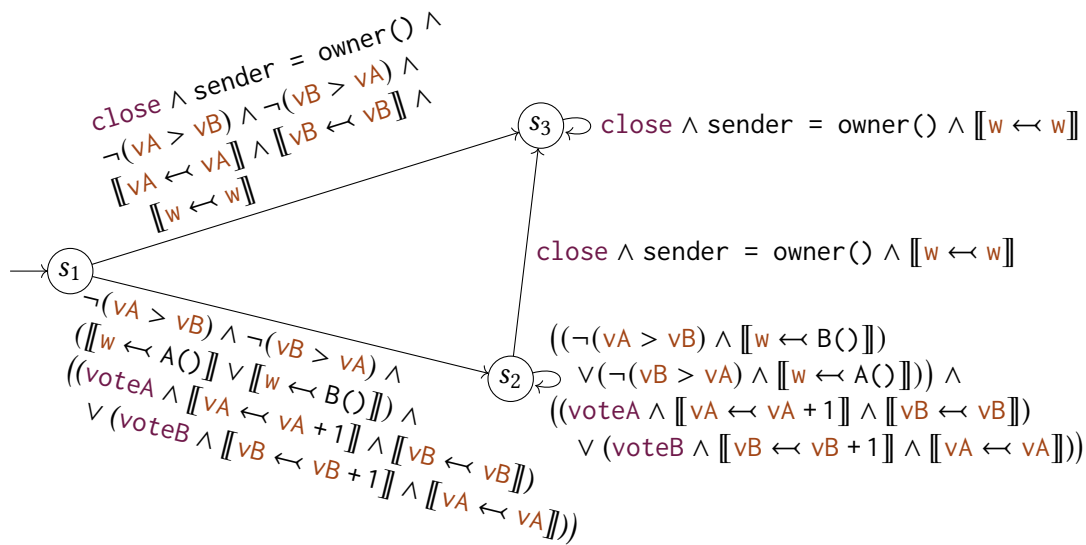 close ∧ sender = owner() ∧
¬(vA > vB) ∧ ¬(vB > vA) ∧
⟦vA ↢ vA⟧ ∧ ⟦vB ↢ vB⟧ ∧
⟦w ↢ w⟧
s₃
close ∧ sender = owner() ∧ ⟦w ↢ w⟧
s₁
close ∧ sender = owner() ∧ ⟦w ↢ w⟧
¬(vA > vB) ∧ ¬(vB > vA) ∧
(⟦w ↢ A()⟧ ∨ ⟦w ↢ B()⟧) ∧
((voteA ∧ ⟦vA ↢ vA + 1⟧ ∧ ⟦vB ↢ vB⟧)
∨ (voteB ∧ ⟦vB ↢ vB + 1⟧ ∧ ⟦vA ↢ vA⟧))
s₂
((¬(vA > vB) ∧ ⟦w ↢ B()⟧)
∨(¬(vB > vA) ∧ ⟦w ↢ A()⟧)) ∧
((voteA ∧ ⟦vA ↢ vA + 1⟧ ∧ ⟦vB ↢ vB⟧)
∨ (voteB ∧ ⟦vB ↢ vB + 1⟧ ∧ ⟦vA ↢ vA⟧))